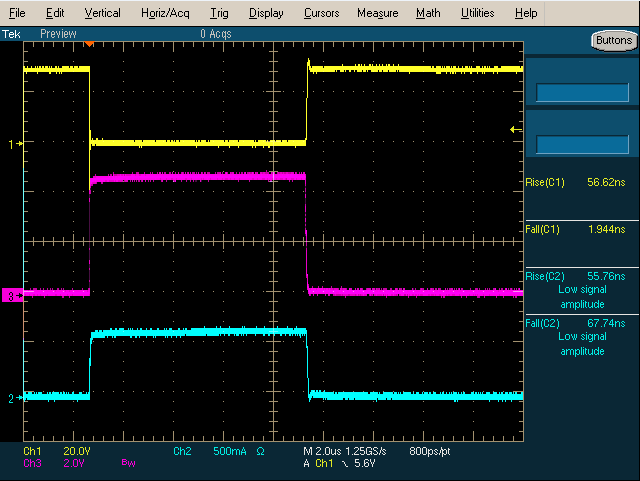 File Edit Vertical Horiz/Acq Trig Display Cursors Measure Math Utilities Help
Tek Preview 0 Acqs
Buttons
1
Rise(C1) 56.62ns
Fall(C1) 1.944ns
Rise(C2) 55.76ns
Low signal
amplitude
3
Fall(C2) 67.74ns
Low signal
amplitude
2
Ch1 20.0V Ch2 500mA Ω M 2.0us 1.25GS/s 800ps/pt
Ch3 2.0V Bw A Ch1 5.6V